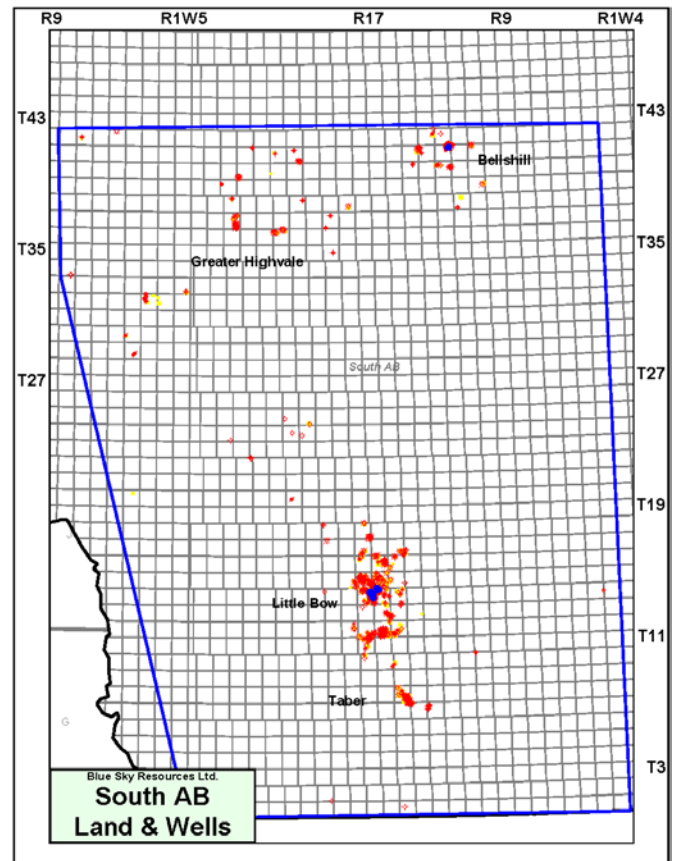 R9 R1W5 R17 R9 R1W4
T43 T43
Bellshill
T35 T35
Greater Highvale
South AB
T27 T27
T19
Little Bow
T11
Taber
G
T3
Blue Sky Resources Ltd.
South AB
Land & Wells